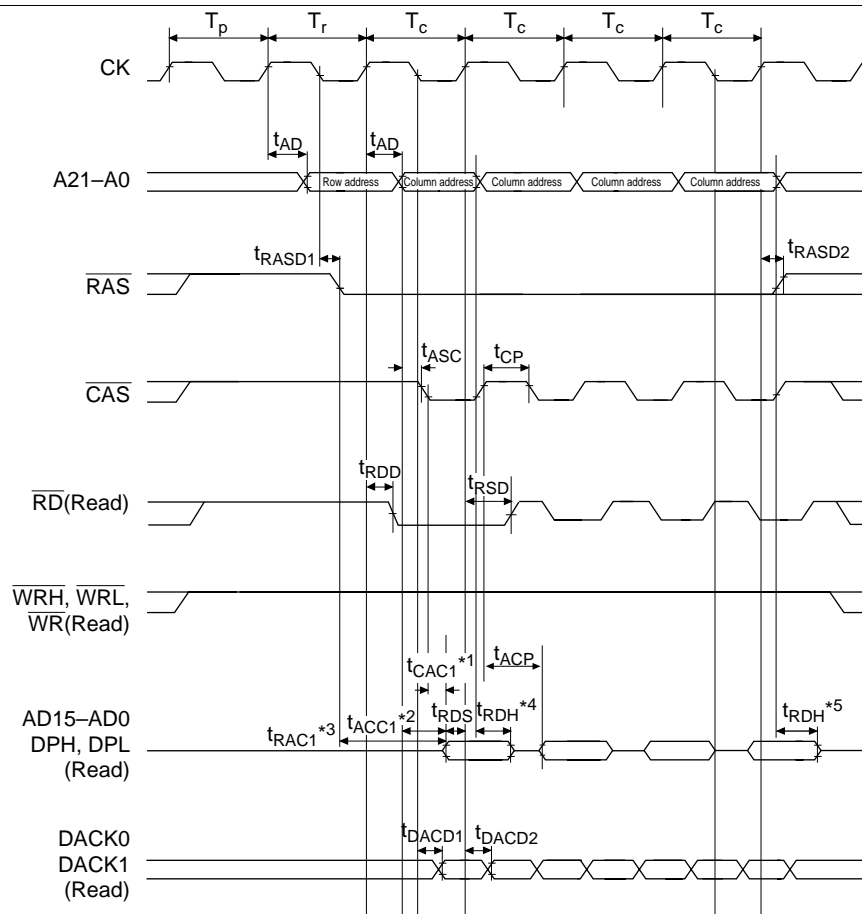 Tp Tr Tc Tc Tc Tc
CK
tAD tAD
A21–A0 Row address Column address Column address Column address Column address
tRASD1 tRASD2
RAS
tASC tCP
CAS
tRDD tRSD
RD(Read)
WRH, WRL,
WR(Read)
tCAC1*1 tACP
AD15–AD0
DPH, DPL
(Read)
tRAC1*3 tACC1*2 tRDS tRDH*4 tRDH*5
DACK0
DACK1
(Read)
tDACD1 tDACD2